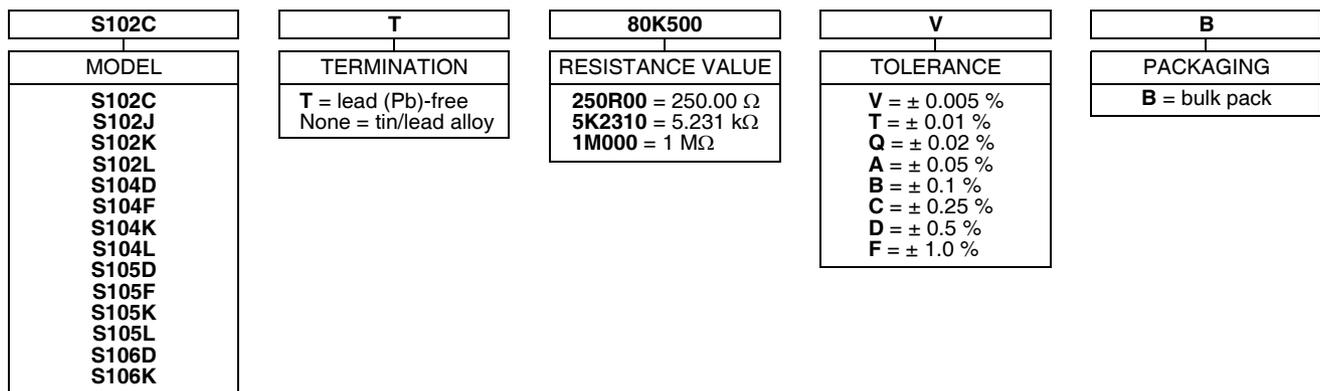 S102C
T
80K500
V
B
MODEL
S102C
S102J
S102K
S102L
S104D
S104F
S104K
S104L
S105D
S105F
S105K
S105L
S106D
S106K
TERMINATION
T = lead (Pb)-free
None = tin/lead alloy
RESISTANCE VALUE
250R00 = 250.00 Ω
5K2310 = 5.231 kΩ
1M000 = 1 MΩ
TOLERANCE
V = ± 0.005 %
T = ± 0.01 %
Q = ± 0.02 %
A = ± 0.05 %
B = ± 0.1 %
C = ± 0.25 %
D = ± 0.5 %
F = ± 1.0 %
PACKAGING
B = bulk pack